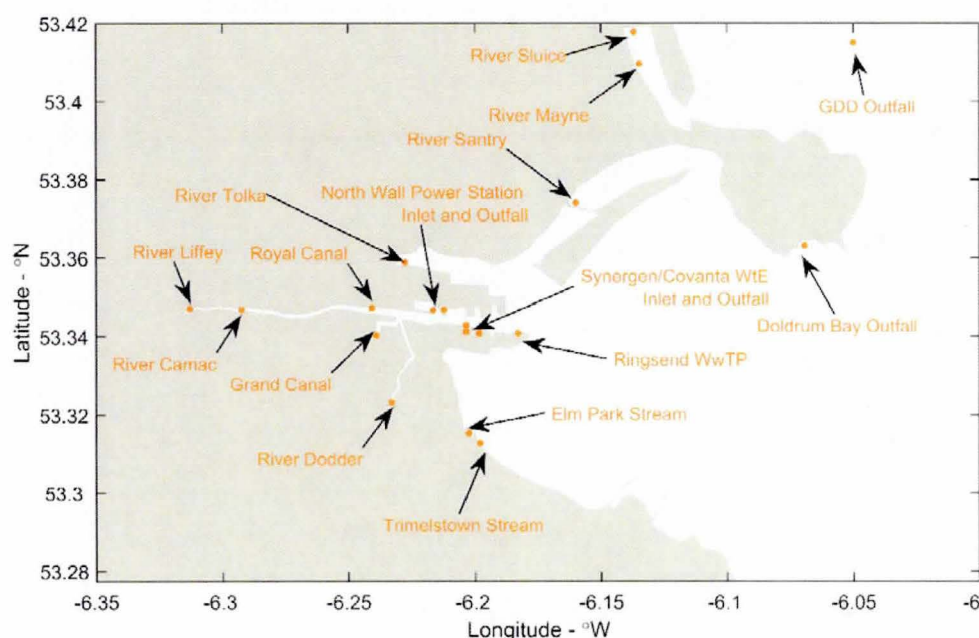 53.42
53.4
53.38
53.36
53.34
53.32
53.3
53.28
Latitude - °N
River Sluice
River Mayne
GDD Outfall
River Santry
River Tolka
North Wall Power Station
Inlet and Outfall
River Liffey
Royal Canal
Synergen/Covanta WtE
Inlet and Outfall
Doldrum Bay Outfall
River Camac
Grand Canal
Ringsend WwTP
Elm Park Stream
River Dodder
Trimelstown Stream
-6.35
-6.3
-6.25
-6.2
-6.15
-6.1
-6.05
-6
Longitude - °W